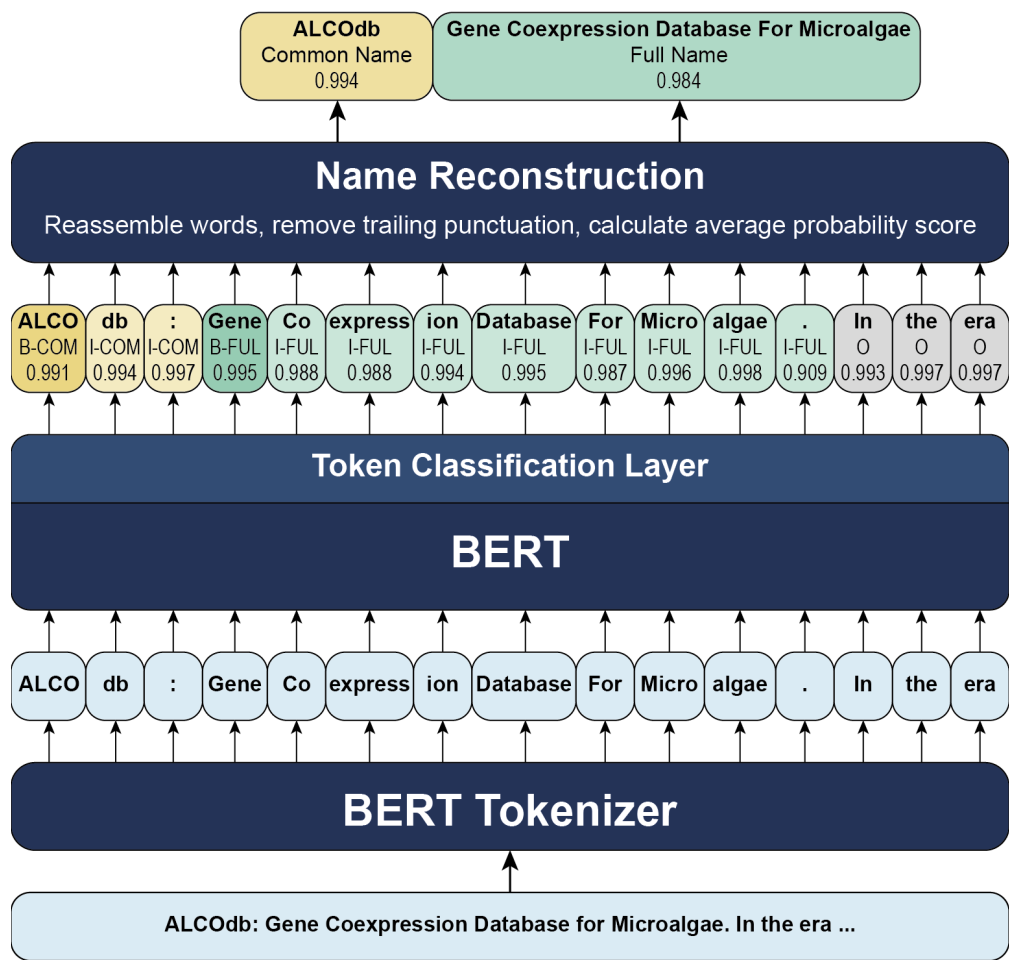 ALCOdb Gene Coexpression Database For Microalgae
Common Name Full Name
0.994 0.984
Name Reconstruction
Reassemble words, remove trailing punctuation, calculate average probability score
ALCO db : Gene Co express ion Database For Micro algae . In the era
B-COM I-COM I-COM B-FUL I-FUL I-FUL I-FUL I-FUL I-FUL I-FUL I-FUL I-FUL O O O
0.991 0.994 0.997 0.995 0.988 0.988 0.994 0.995 0.987 0.996 0.998 0.909 0.993 0.997 0.997
Token Classification Layer
BERT
ALCO db : Gene Co express ion Database For Micro algae . In the era
BERT Tokenizer
ALCOdb: Gene Coexpression Database for Microalgae. In the era ...